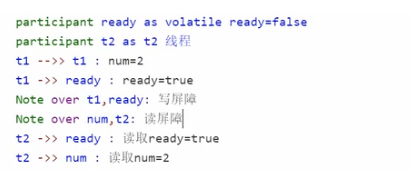 participant ready as volatile ready=false
participant t2 as t2 线程
t1 -->> t1 : num=2
t1 ->> ready : ready=true
Note over t1,ready: 写屏障
Note over num,t2: 读屏障
t2 ->> ready : 读取ready=true
t2 ->> num : 读取num=2